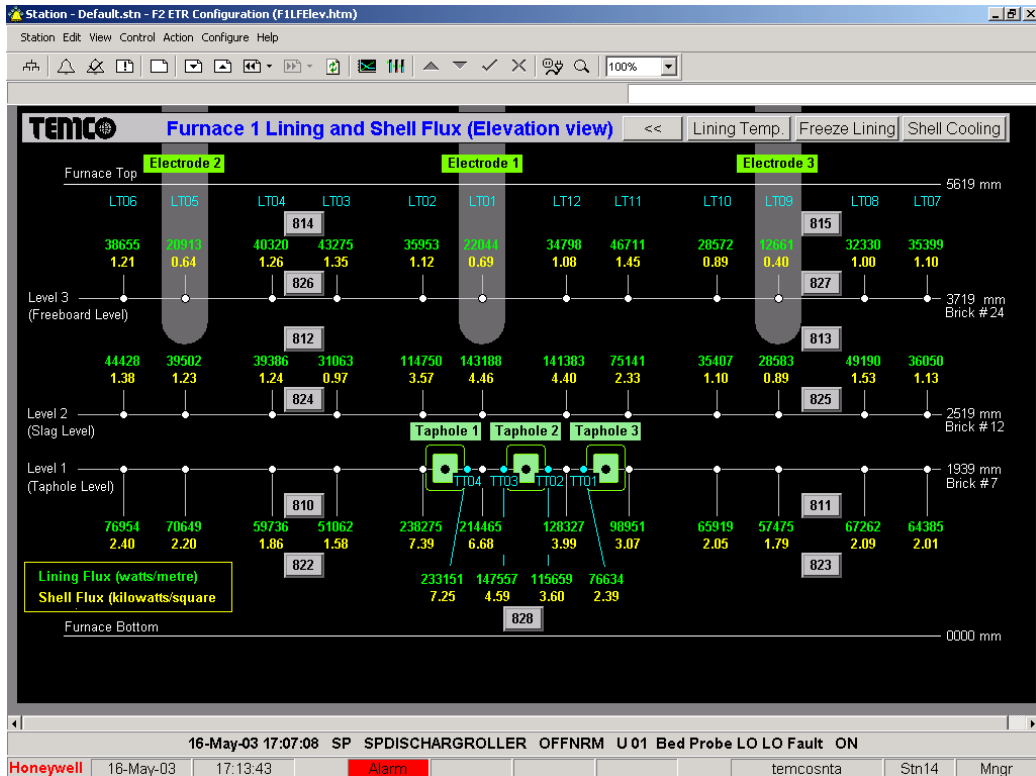 Station - Default.stn - F2 ETR Configuration (F1LFElev.htm)
Station Edit View Control Action Configure Help
100%
TEMCO Furnace 1 Lining and Shell Flux (Elevation view) << Lining Temp. Freeze Lining Shell Cooling
Electrode 2 Electrode 1 Electrode 3
Furnace Top 5619 mm
LT06 LT05 LT04 LT03 LT02 LT01 LT12 LT11 LT10 LT09 LT08 LT07
814 815
38655 20913 40320 43275 35953 22044 34798 46711 28572 12661 32330 35399
1.21 0.64 1.26 1.35 1.12 0.69 1.08 1.45 0.89 0.40 1.00 1.10
826 827
Level 3 3719 mm
(Freeboard Level) Brick #24
812 813
44428 39502 39386 31063 114750 143188 141383 75141 35407 28583 49190 36050
1.38 1.23 1.24 0.97 3.57 4.46 4.40 2.33 1.10 0.89 1.53 1.13
824 825
Level 2 2519 mm
(Slag Level) Brick #12
Taphole 1 Taphole 2 Taphole 3
Level 1 1939 mm
(Taphole Level) Brick #7
TT04 TT03 TT02 TT01
810 811
76954 70649 59736 51062 238275 214465 128327 98951 65919 57475 67262 64385
2.40 2.20 1.86 1.58 7.39 6.68 3.99 3.07 2.05 1.79 2.09 2.01
822 823
Lining Flux (watts/metre)
233151 147557 115659 76634
Shell Flux (kilowatts/square
7.25 4.59 3.60 2.39
828
Furnace Bottom 0000 mm
16-May-03 17:07:08 SP SPDISCHARGROLLER OFFNRM U 01 Bed Probe LO LO Fault ON
Honeywell 16-May-03 17:13:43 Alarm temcosnta Stn14 Mngr